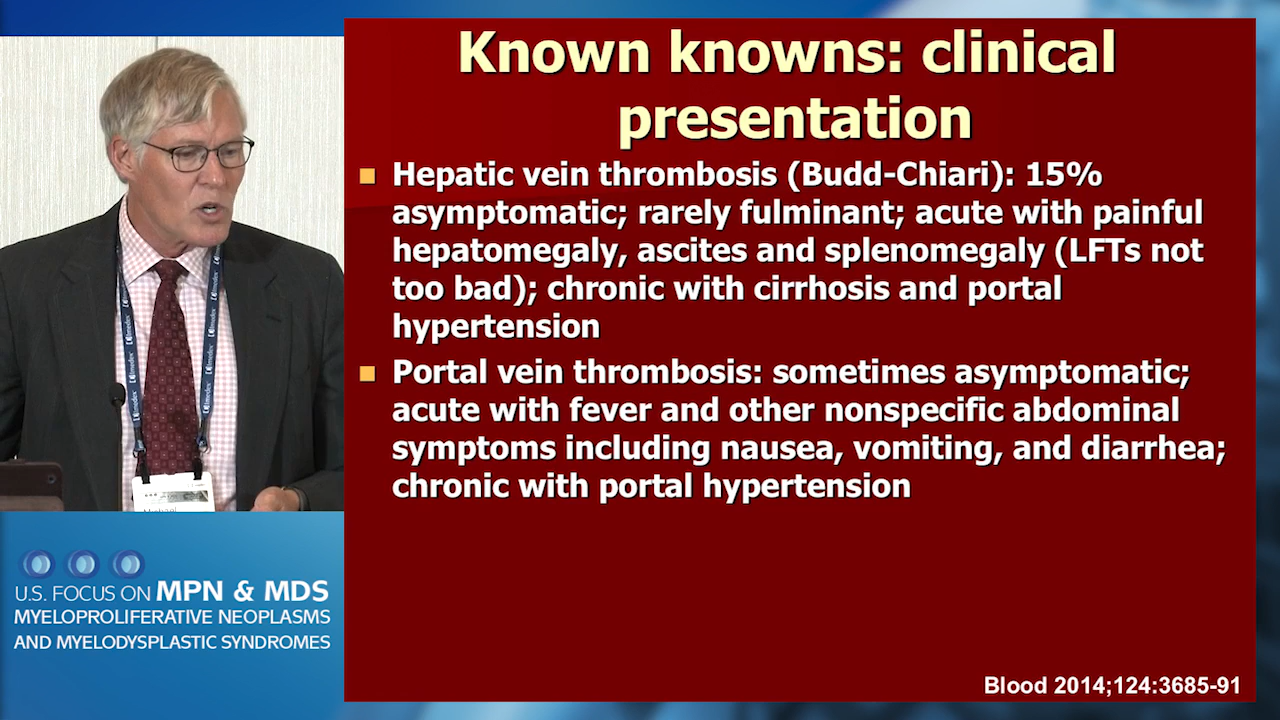 Known knowns: clinical
presentation
Hepatic vein thrombosis (Budd-Chiari): 15%
asymptomatic; rarely fulminant; acute with painful
hepatomegaly, ascites and splenomegaly (LFTs not
too bad); chronic with cirrhosis and portal
hypertension
Portal vein thrombosis: sometimes asymptomatic;
acute with fever and other nonspecific abdominal
symptoms including nausea, vomiting, and diarrhea;
chronic with portal hypertension
Blood 2014;124:3685-91
U.S. FOCUS ON MPN & MDS
MYELOPROLIFERATIVE NEOPLASMS
AND MYELODYSPLASTIC SYNDROMES
imedex